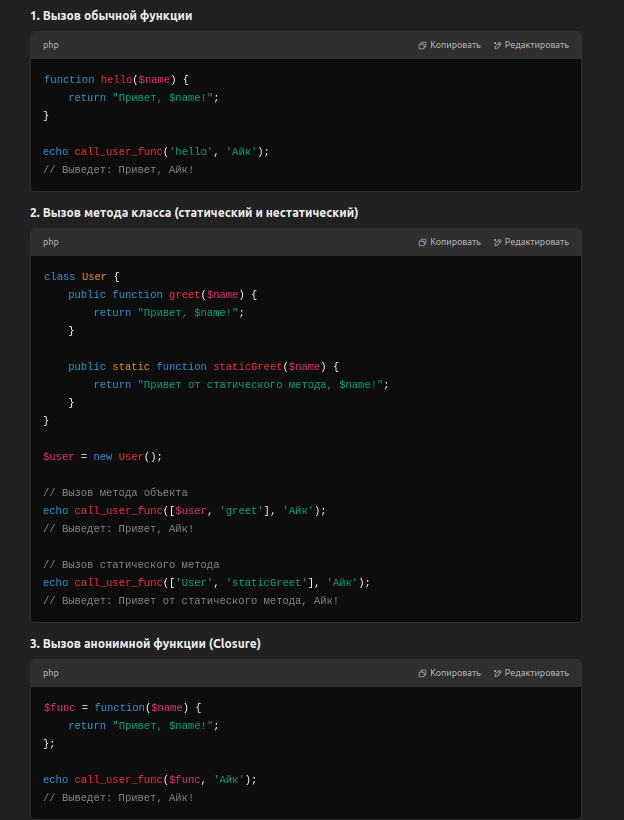 1. Вызов обычной функции
php
Копировать
Редактировать
function hello($name) {
    return "Привет, $name!";
}
echo call_user_func('hello', 'Айк');
// Выведет: Привет, Айк!
2. Вызов метода класса (статический и нестатический)
php
Копировать
Редактировать
class User {
    public function greet($name) {
        return "Привет, $name!";
    }
    public static function staticGreet($name) {
        return "Привет от статического метода, $name!";
    }
}
$user = new User();
// Вызов метода объекта
echo call_user_func([$user, 'greet'], 'Айк');
// Выведет: Привет, Айк!
// Вызов статического метода
echo call_user_func(['User', 'staticGreet'], 'Айк');
// Выведет: Привет от статического метода, Айк!
3. Вызов анонимной функции (Closure)
php
Копировать
Редактировать
$func = function($name) {
    return "Привет, $name!";
};
echo call_user_func($func, 'Айк');
// Выведет: Привет, Айк!